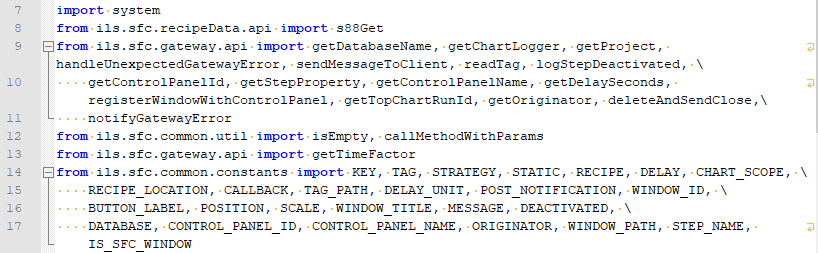 7 import system
8 from ils.sfc.recipeData.api import s88Get
9 from ils.sfc.gateway.api import getDatabaseName, getChartLogger, getProject,
handleUnexpectedGatewayError, sendMessageToClient, readTag, logStepDeactivated, \
10 getControlPanelId, getStepProperty, getControlPanelName, getDelaySeconds,
registerWindowWithControlPanel, getTopChartRunId, getOriginator, deleteAndSendClose,\
11 notifyGatewayError
12 from ils.sfc.common.util import isEmpty, callMethodWithParams
13 from ils.sfc.gateway.api import getTimeFactor
14 from ils.sfc.common.constants import KEY, TAG, STRATEGY, STATIC, RECIPE, DELAY, CHART_SCOPE, \
15 RECIPE_LOCATION, CALLBACK, TAG_PATH, DELAY_UNIT, POST_NOTIFICATION, WINDOW_ID, \
16 BUTTON_LABEL, POSITION, SCALE, WINDOW_TITLE, MESSAGE, DEACTIVATED, \
17 DATABASE, CONTROL_PANEL_ID, CONTROL_PANEL_NAME, ORIGINATOR, WINDOW_PATH, STEP_NAME,
IS_SFC_WINDOW